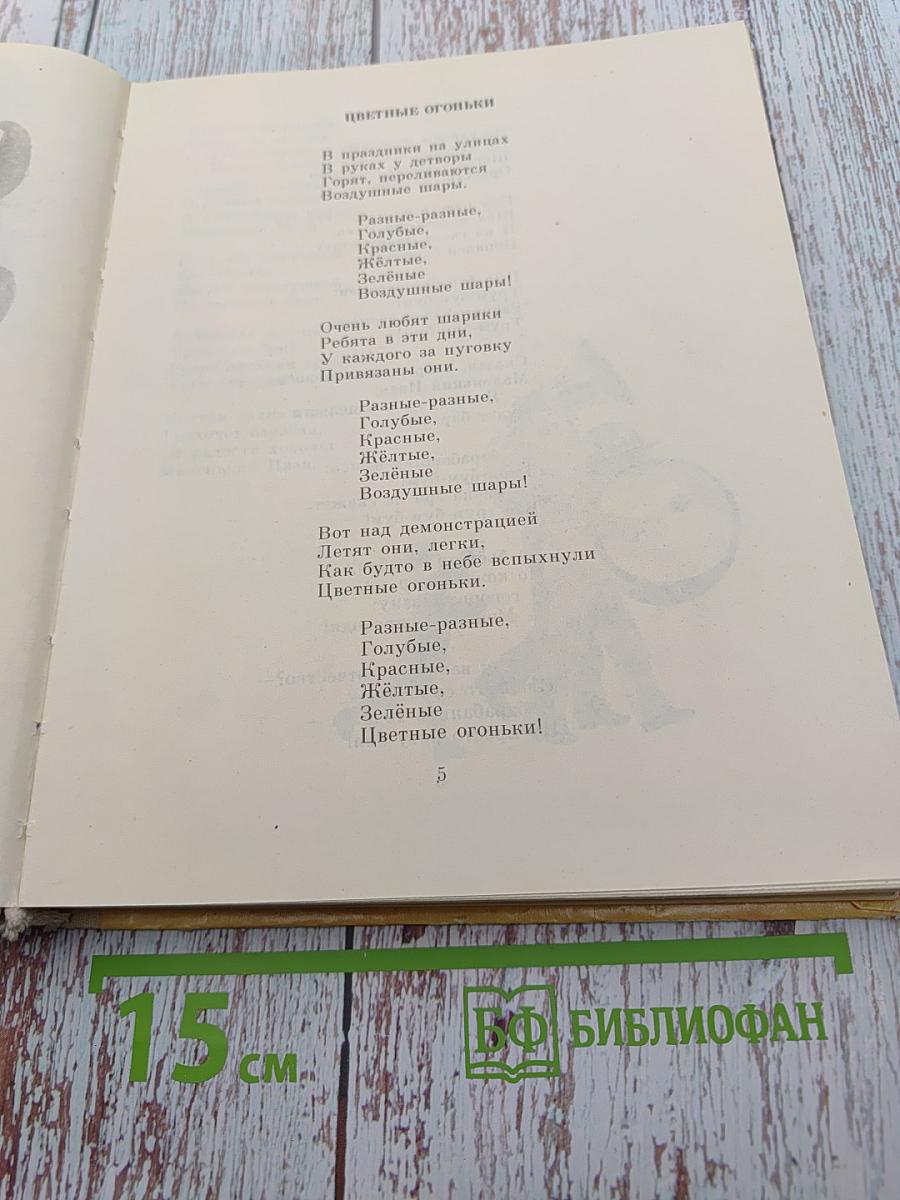 ЦВЕТНЫЕ ОГОНЬКИ
В праздники на улицах
В руках у детворы
Горят, переливаются
Воздушные шары.
Разные-разные,
Голубые,
Красные,
Жёлтые,
Зелёные
Воздушные шары!
Очень любят шарики
Ребята в эти дни,
У каждого за пуговку
Привязаны они.
Разные-разные,
Голубые,
Красные,
Жёлтые,
Зелёные
Воздушные шары!
Вот над демонстрацией
Летят они, легки,
Как будто в небе вспыхнули
Цветные огоньки.
Разные-разные,
Голубые,
Красные,
Жёлтые,
Зелёные
Цветные огоньки!
5
15 см
БФ БИБЛИОФАН